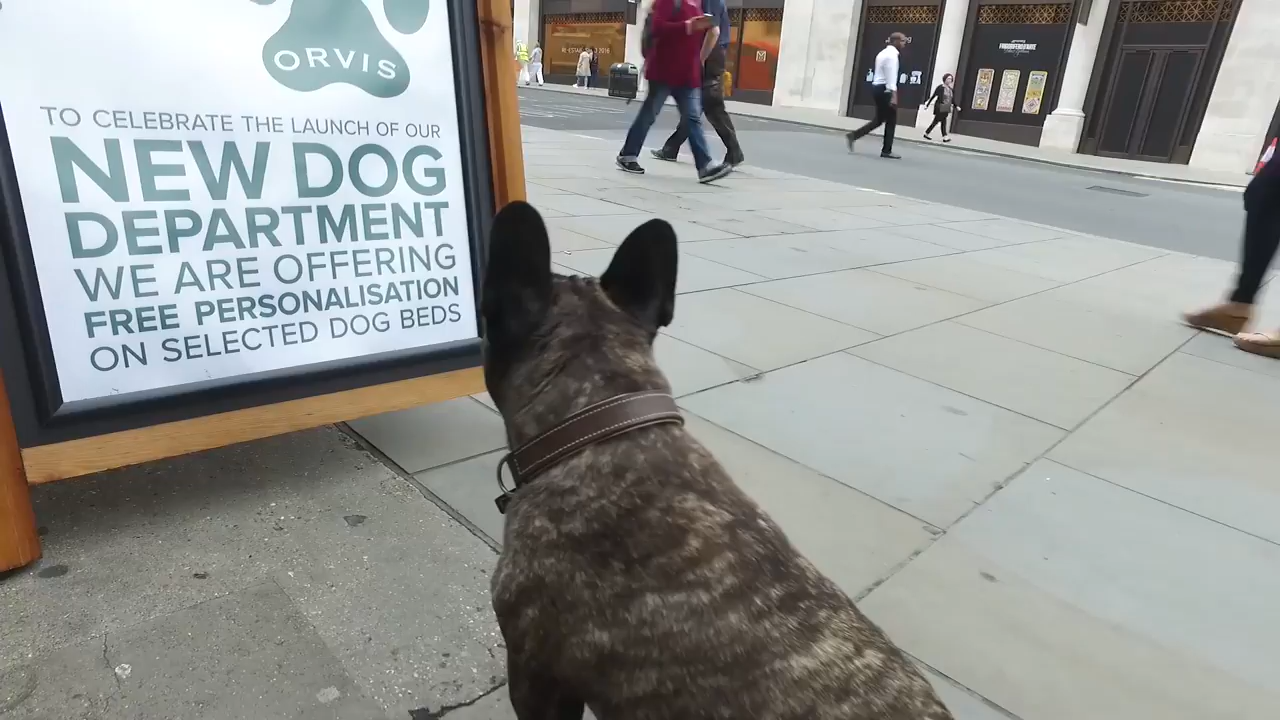 ORVIS
TO CELEBRATE THE LAUNCH OF OUR
NEW DOG
DEPARTMENT
WE ARE OFFERING
FREE PERSONALISATION
ON SELECTED DOG BEDS